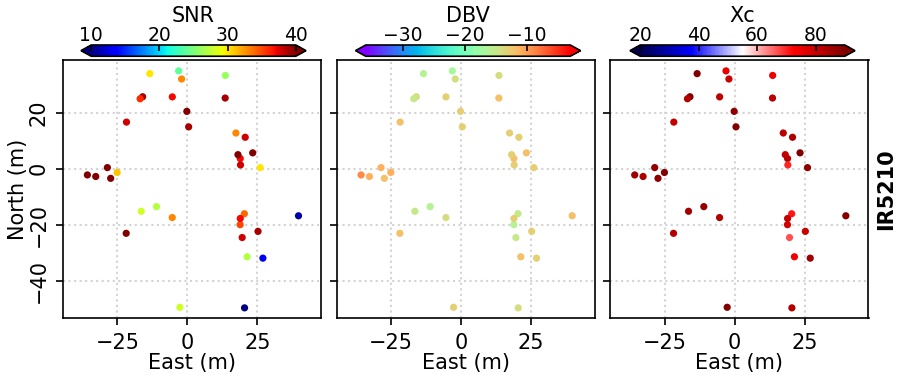 SNR DBV Xc
10 20 30 40 −30 −20 −10 20 40 60 80
20
0
−20
−40
North (m)
−25 0 25 −25 0 25 −25 0 25
East (m) East (m) East (m)
IR5210